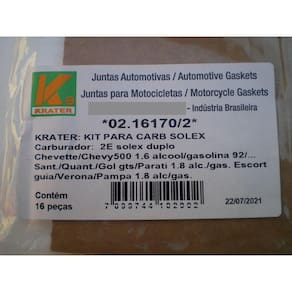 K
KRATER
Juntas Automotivas / Automotive Gaskets
Juntas para Motocicletas / Motorcycle Gaskets
- Indústria Brasileira
*02.16170/2*
KRATER: KIT PARA CARB SOLEX
Carburador: 2E solex duplo
Chevette/Chevy500 1.6 alcool/gasolina 92/...
Sant./Quant./Gol gts/Parati 1.8 alc./gas. Escort
guia/Verona/Pampa 1.8 alc/gas.
Contém
16 peças
22/07/2021